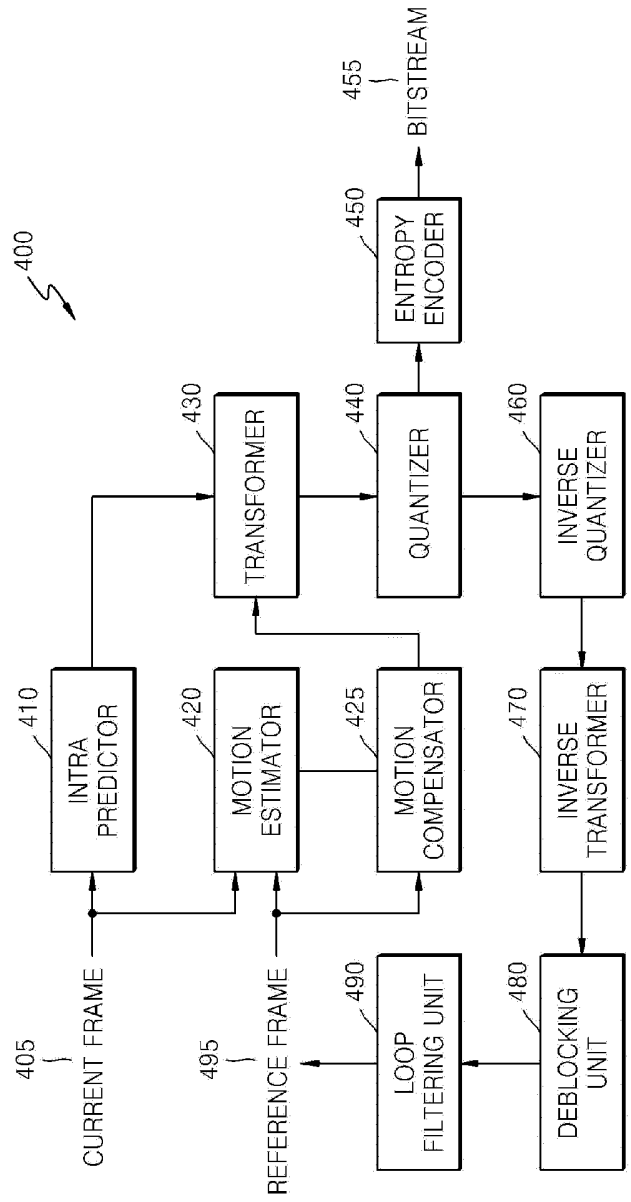 400
405
CURRENT FRAME
410
INTRA
PREDICTOR
420
MOTION
ESTIMATOR
425
MOTION
COMPENSATOR
430
TRANSFORMER
440
QUANTIZER
450
ENTROPY
ENCODER
455
BITSTREAM
460
INVERSE
QUANTIZER
470
INVERSE
TRANSFORMER
480
DEBLOCKING
UNIT
490
LOOP
FILTERING UNIT
495
REFERENCE FRAME